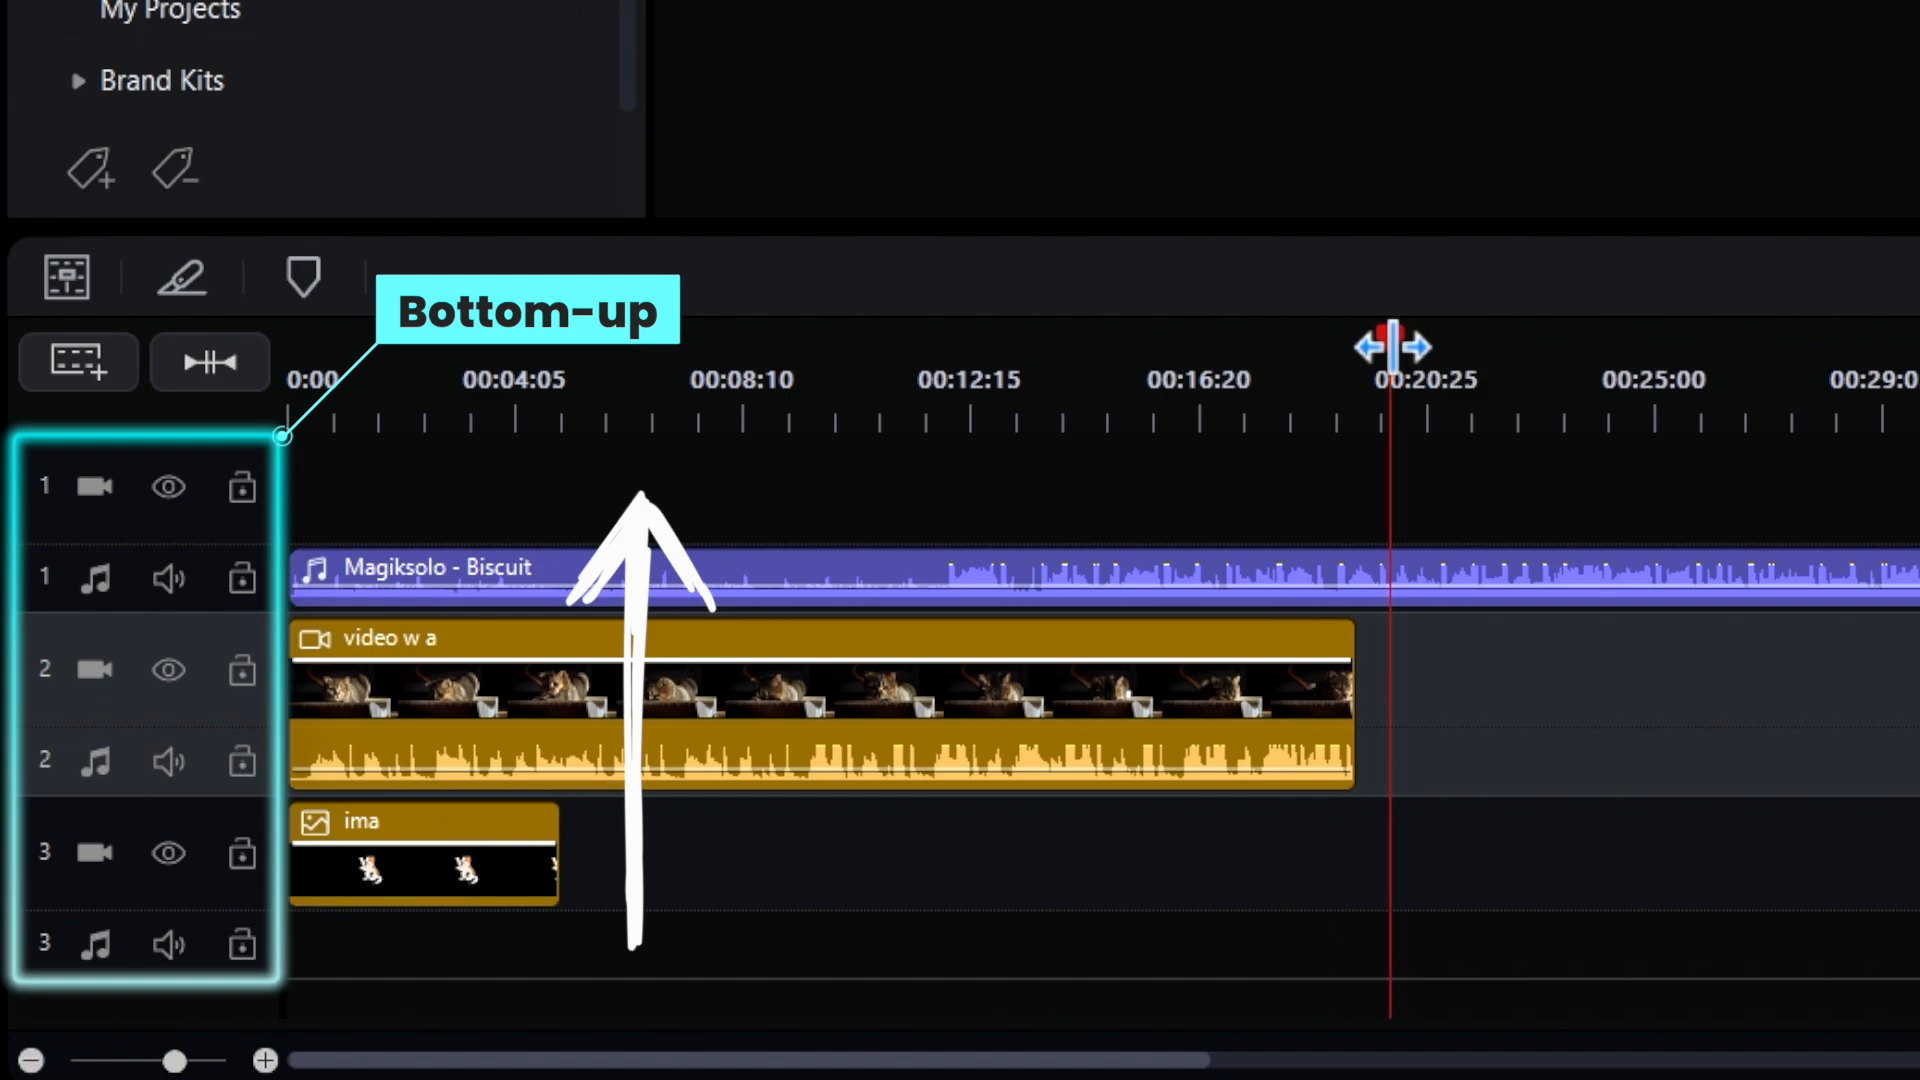 My Projects
Brand Kits
Bottom-up
0:00 00:04:05 00:08:10 00:12:15 00:16:20 00:20:25 00:25:00 00:29:0
1
1 Magiksolo - Biscuit
2 video w a
2
3 ima
3